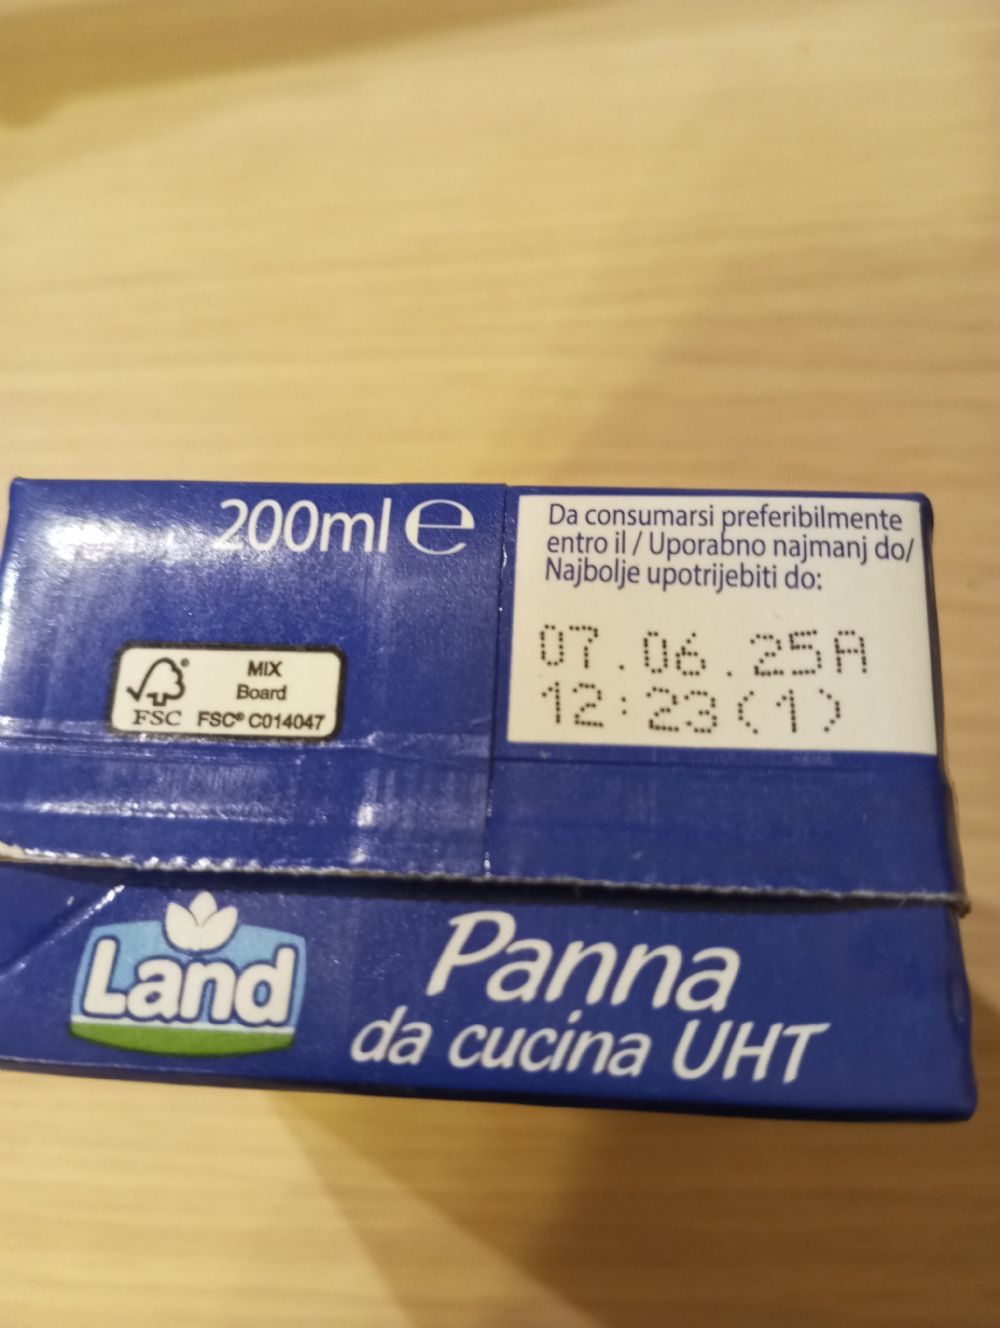 200ml e
Da consumarsi preferibilmente
entro il / Uporabno najmanj do/
Najbolje upotrijebiti do:
07.06.25A
12:23(1)
MIX
Board
FSC® C014047
FSC
Land
Panna
da cucina UHT